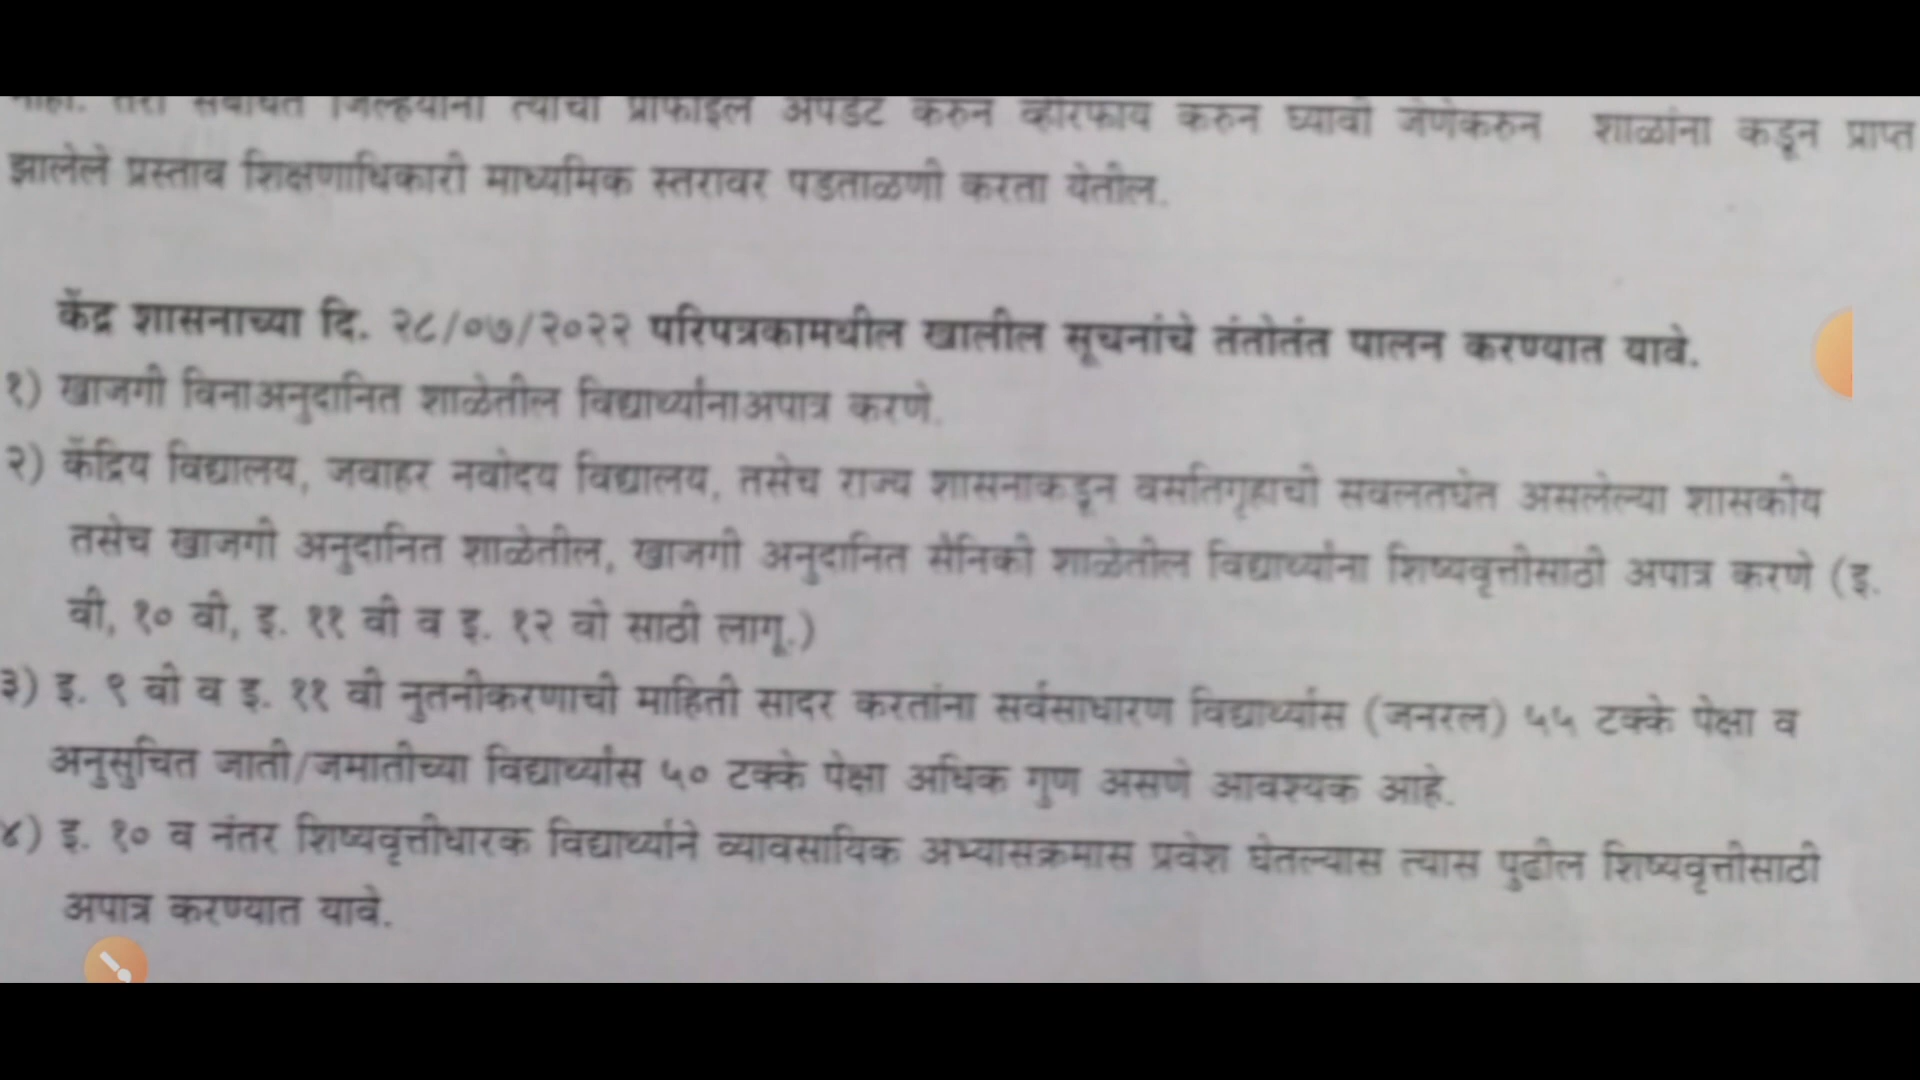 नाही. तरी संबंधित जिल्हयांनी त्यांची प्रोफाइल अपडेट करुन व्हेरिफाय करुन घ्यावी जेणेकरुन शाळांना कडून प्राप्त
झालेले प्रस्ताव शिक्षणाधिकारी माध्यमिक स्तरावर पडताळणी करता येतील.
केंद्र शासनाच्या दि. २८/०७/२०२२ परिपत्रकामधील खालील सूचनांचे तंतोतंत पालन करण्यात यावे.
१) खाजगी विनाअनुदानित शाळेतील विद्यार्थ्यांनाअपात्र करणे.
२) केंद्रिय विद्यालय, जवाहर नवोदय विद्यालय, तसेच राज्य शासनाकडून वसतिगृहाची सवलतघेत असलेल्या शासकीय
तसेच खाजगी अनुदानित शाळेतील, खाजगी अनुदानित सैनिकी शाळेतील विद्यार्थ्यांना शिष्यवृत्तीसाठी अपात्र करणे (इ.
वी, १० वी, इ. ११ वी व इ. १२ वी साठी लागू.)
३) इ. ९ वी व इ. ११ वी नुतनीकरणाची माहिती सादर करतांना सर्वसाधारण विद्यार्थ्यास (जनरल) ५५ टक्के पेक्षा व
अनुसुचित जाती/जमातीच्या विद्यार्थ्यास ५० टक्के पेक्षा अधिक गुण असणे आवश्यक आहे.
४) इ. १० व नंतर शिष्यवृत्तीधारक विद्यार्थ्याने व्यावसायिक अभ्यासक्रमास प्रवेश घेतल्यास त्यास पुढील शिष्यवृत्तीसाठी
अपात्र करण्यात यावे.